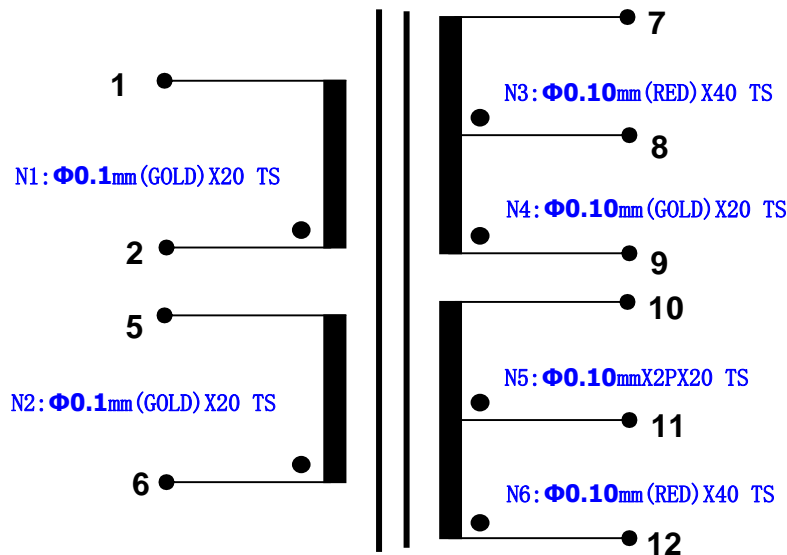 7
1
N3:Φ0.10mm(RED)X40 TS
8
N1:Φ0.1mm(GOLD)X20 TS
N4:Φ0.10mm(GOLD)X20 TS
2
9
10
5
N5:Φ0.10mmX2PX20 TS
N2:Φ0.1mm(GOLD)X20 TS
11
6
N6:Φ0.10mm(RED)X40 TS
12